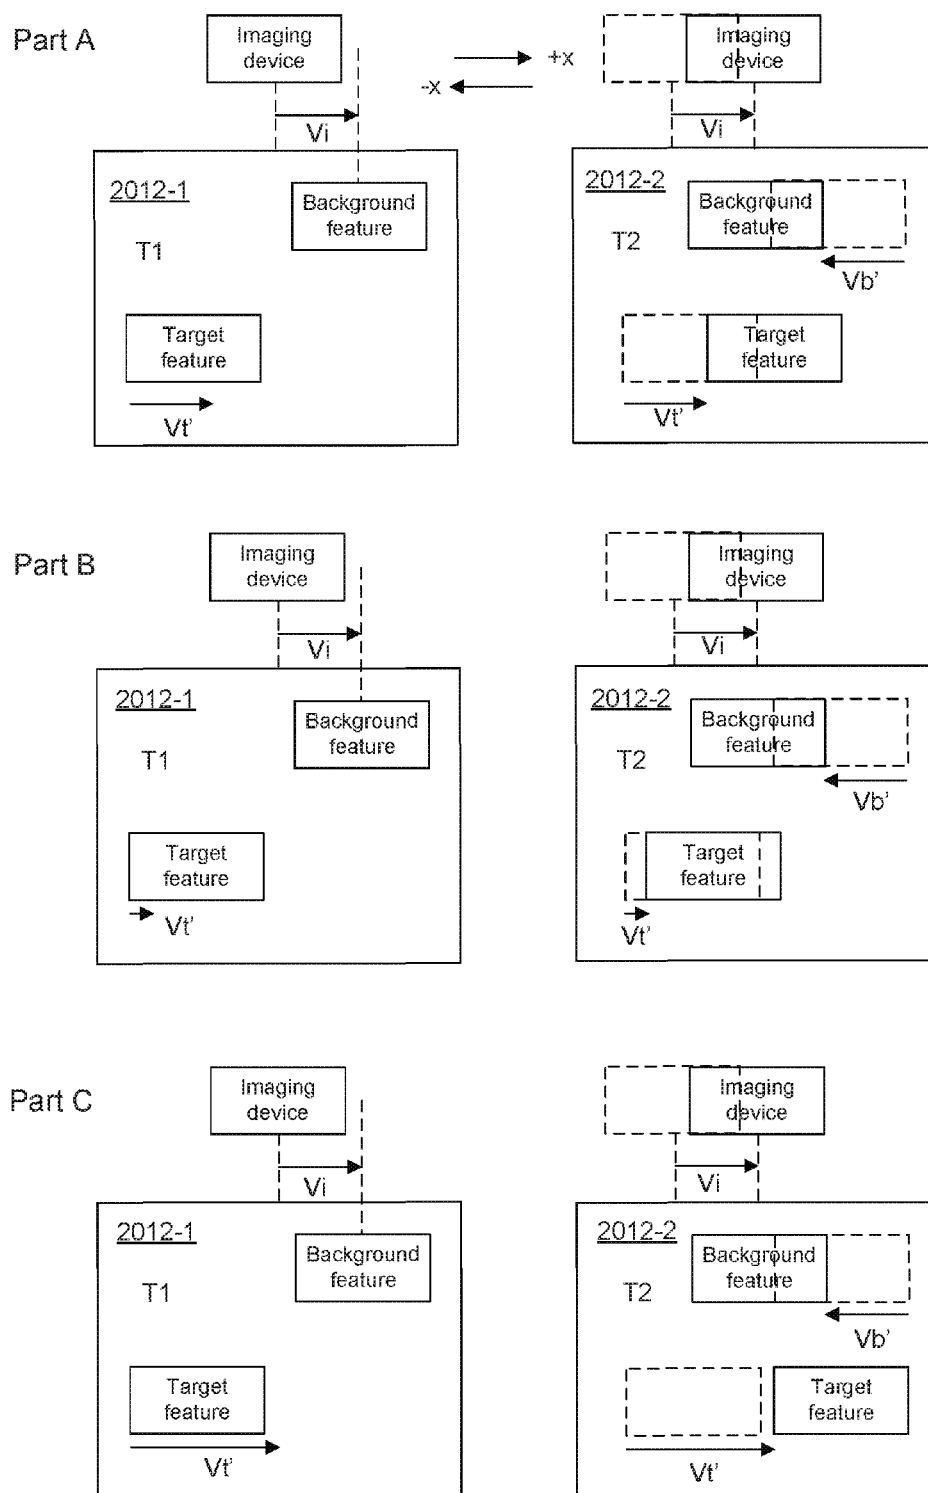 Part A
Imaging
device
+x
-x
Imaging
device
Vi
Vi
2012-1
T1
Background
feature
Target
feature
Vt'
2012-2
T2
Background
feature
Vb'
Target
feature
Vt'
Part B
Imaging
device
Vi
Imaging
device
Vi
2012-1
T1
Background
feature
Target
feature
Vt'
2012-2
T2
Background
feature
Vb'
Target
feature
Vt'
Part C
Imaging
device
Vi
Imaging
device
Vi
2012-1
T1
Background
feature
Target
feature
Vt'
2012-2
T2
Background
feature
Vb'
Target
feature
Vt'